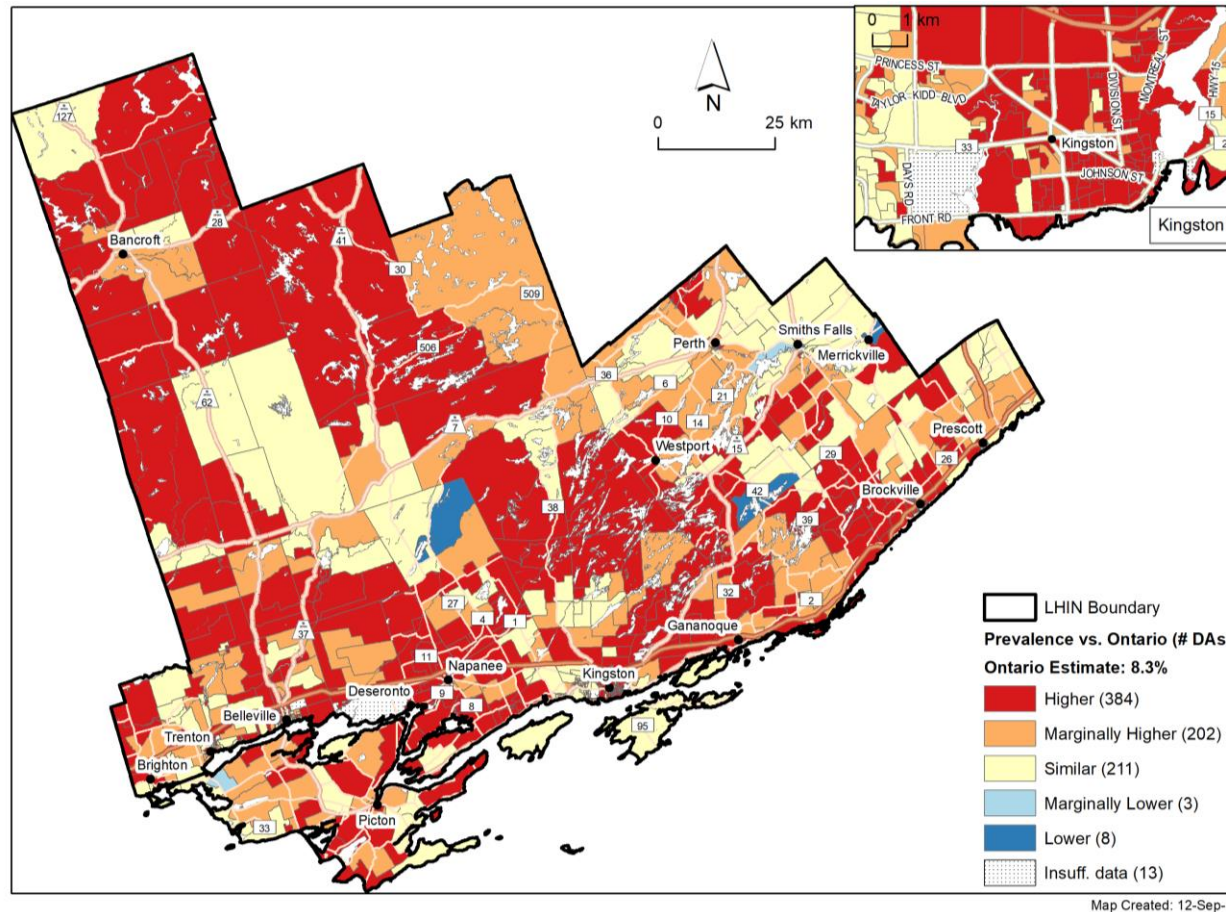 127
28
Bancroft
41
30
509
506
62
7
36
Perth
Smiths Falls
Merrickville
6
21
10
14
Westport
15
29
Prescott
26
Brockville
42
39
38
37
27
4
1
32
2
11
Napanee
Gananoque
Deseronto
9
8
Kingston
Belleville
Trenton
Brighton
95
33
Picton
N
0 25 km
0 1 km
PRINCESS ST
TAYLOR KIDD BLVD
DIVISION ST
MONTREAL ST
HWY 15
15
33
Kingston
2
DAYS RD
JOHNSON ST
FRONT RD
Kingston
LHIN Boundary
Prevalence vs. Ontario (# DAs
Ontario Estimate: 8.3%
Higher (384)
Marginally Higher (202)
Similar (211)
Marginally Lower (3)
Lower (8)
Insuff. data (13)
Map Created: 12-Sep-